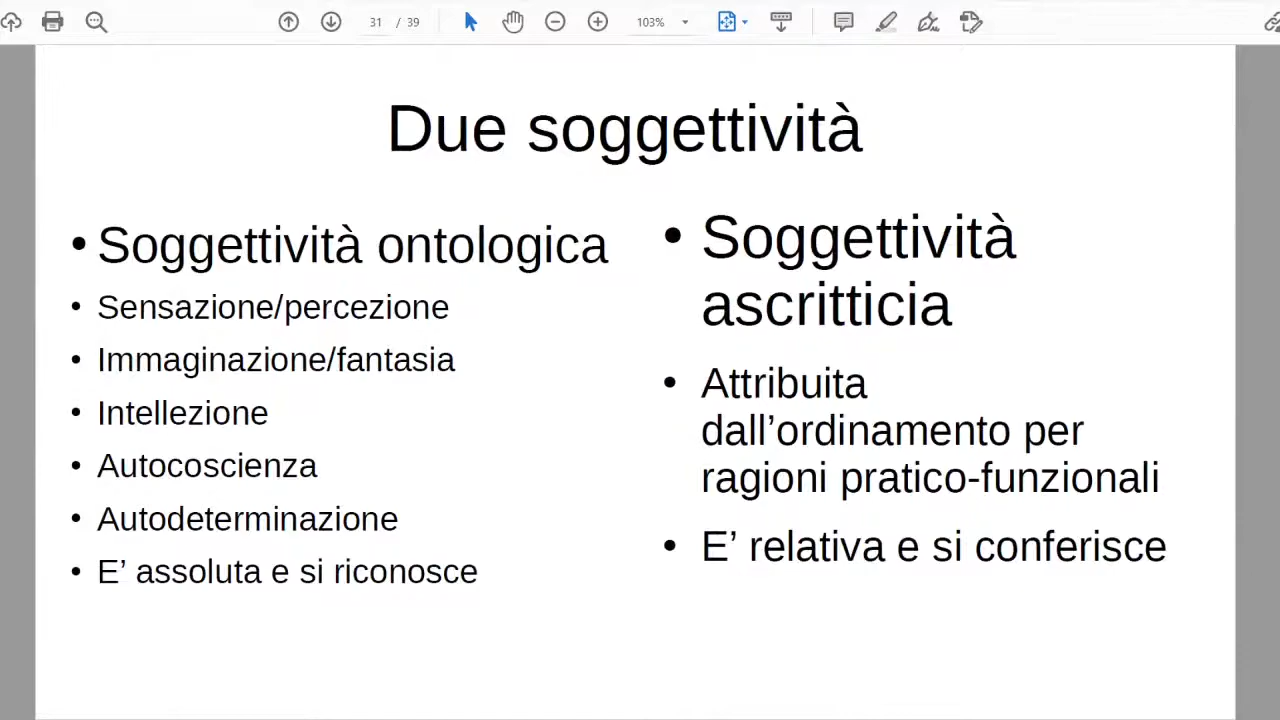 31 / 39
103%
Due soggettività
• Soggettività ontologica
• Sensazione/percezione
• Immaginazione/fantasia
• Intellezione
• Autocoscienza
• Autodeterminazione
• E’ assoluta e si riconosce
• Soggettività
ascritticia
• Attribuita
dall’ordinamento per
ragioni pratico-funzionali
• E’ relativa e si conferisce